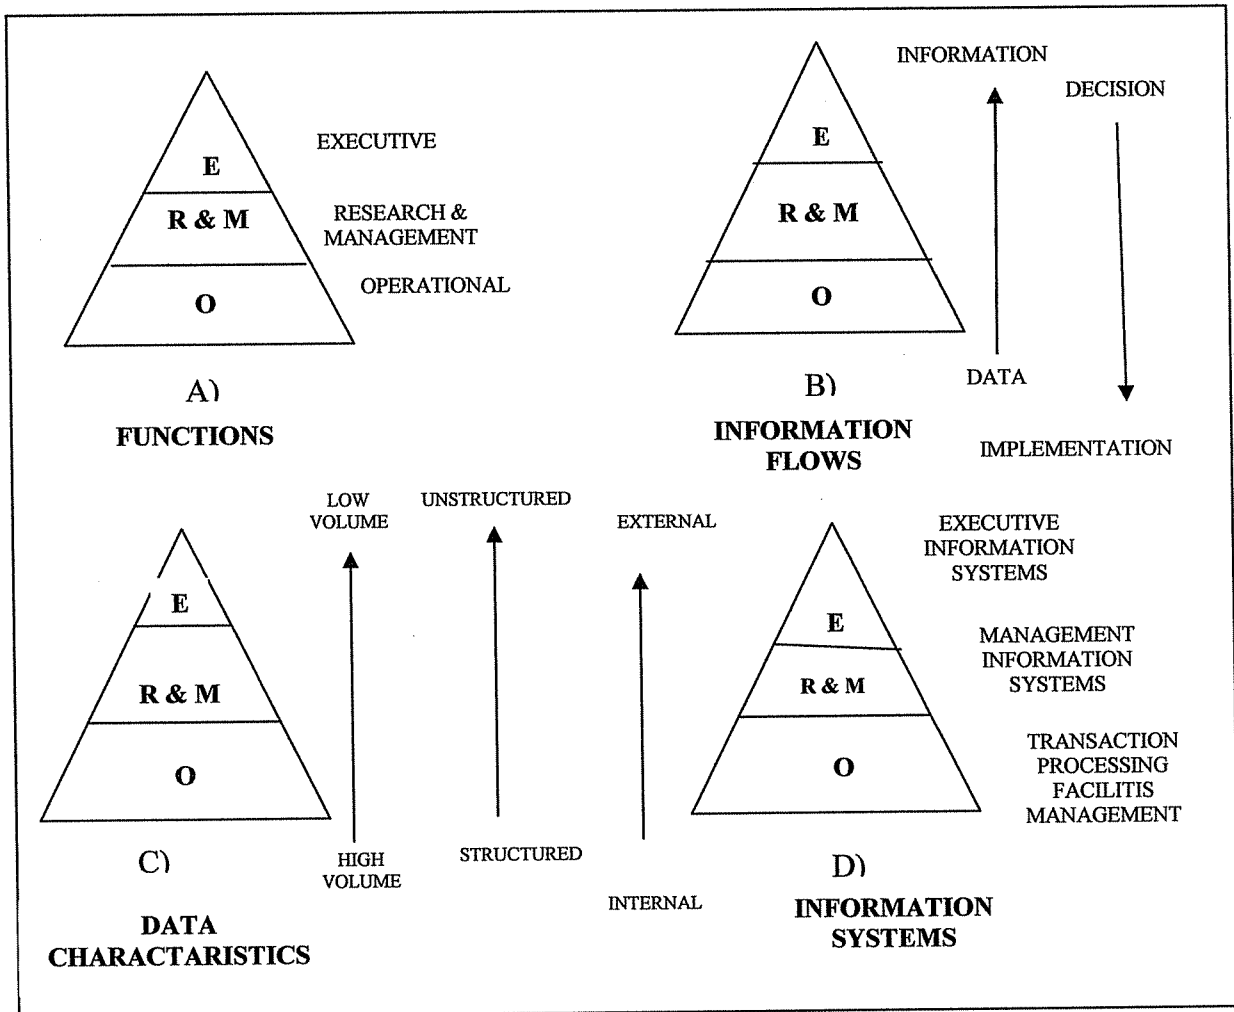 E
R & M
O
EXECUTIVE
RESEARCH &
MANAGEMENT
OPERATIONAL
A)
FUNCTIONS
E
R & M
O
INFORMATION
DECISION
DATA
IMPLEMENTATION
B)
INFORMATION
FLOWS
E
R & M
O
LOW
VOLUME
UNSTRUCTURED
EXTERNAL
HIGH
VOLUME
STRUCTURED
INTERNAL
C)
DATA
CHARACTARISTICS
E
R & M
O
EXECUTIVE
INFORMATION
SYSTEMS
MANAGEMENT
INFORMATION
SYSTEMS
TRANSACTION
PROCESSING
FACILITIS
MANAGEMENT
D)
INFORMATION
SYSTEMS